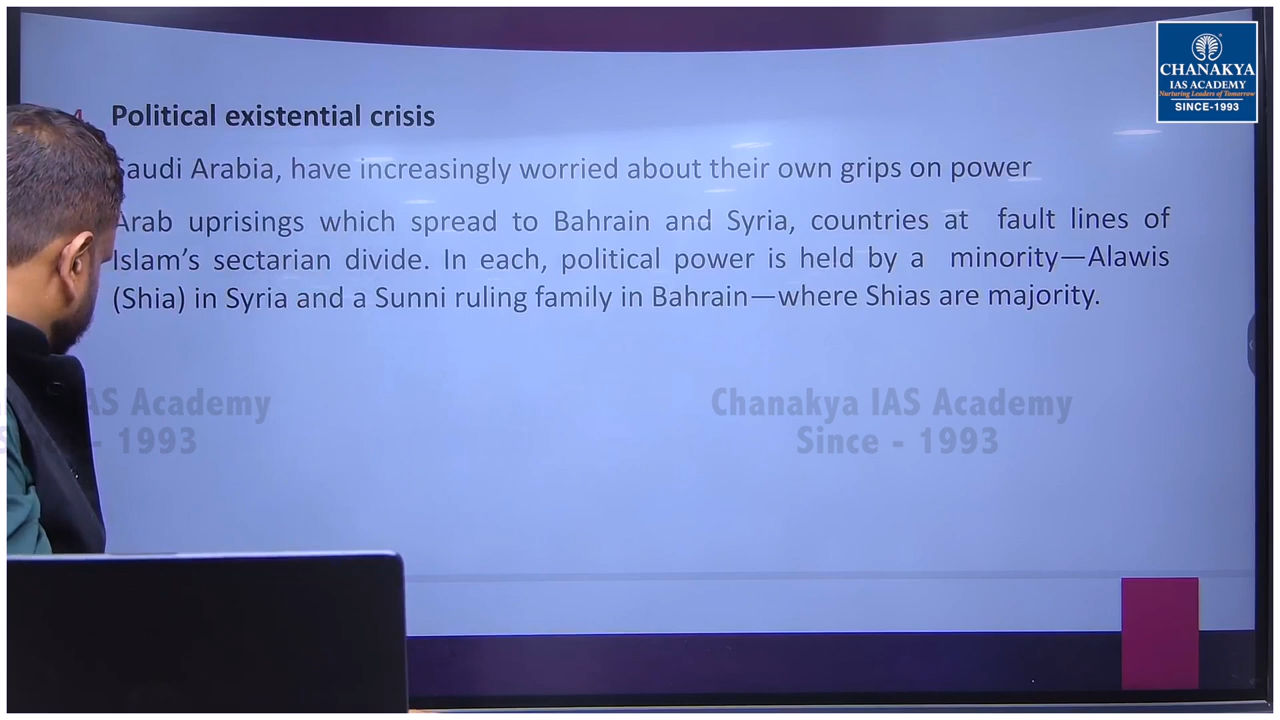 4. Political existential crisis
Saudi Arabia, have increasingly worried about their own grips on power
Arab uprisings which spread to Bahrain and Syria, countries at fault lines of
Islam's sectarian divide. In each, political power is held by a minority—Alawis
(Shia) in Syria and a Sunni ruling family in Bahrain—where Shias are majority.
CHANAKYA
IAS ACADEMY
Nurturing Leaders of Tomorrow
SINCE-1993
IAS Academy
- 1993
Chanakya IAS Academy
Since - 1993